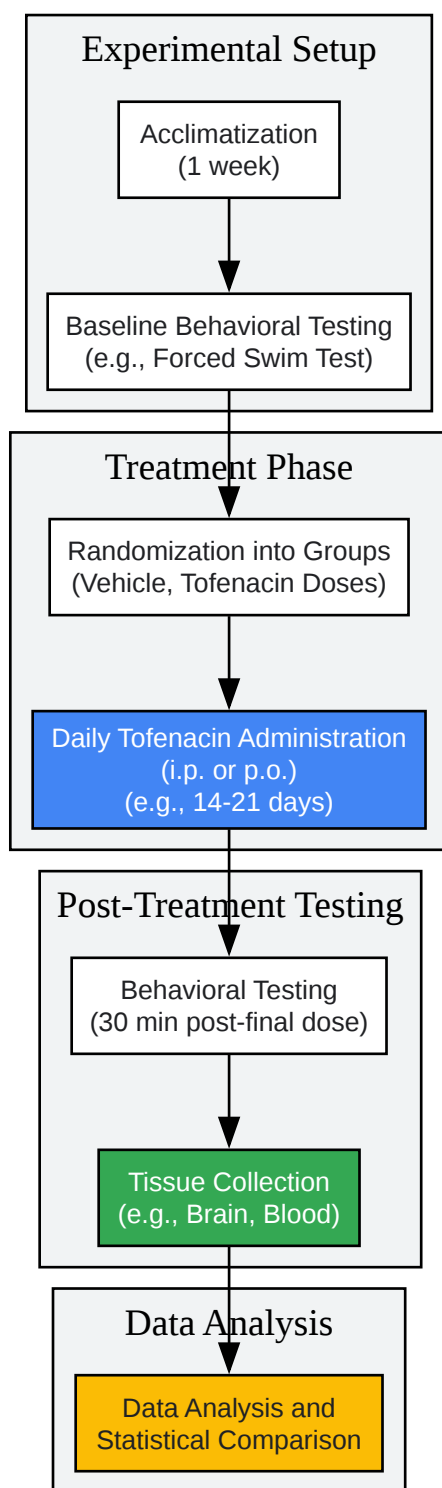 Experimental Setup
Acclimatization
(1 week)
Baseline Behavioral Testing
(e.g., Forced Swim Test)
Treatment Phase
Randomization into Groups
(Vehicle, Tofenacin Doses)
Daily Tofenacin Administration
(i.p. or p.o.)
(e.g., 14-21 days)
Post-Treatment Testing
Behavioral Testing
(30 min post-final dose)
Tissue Collection
(e.g., Brain, Blood)
Data Analysis
Data Analysis and
Statistical Comparison